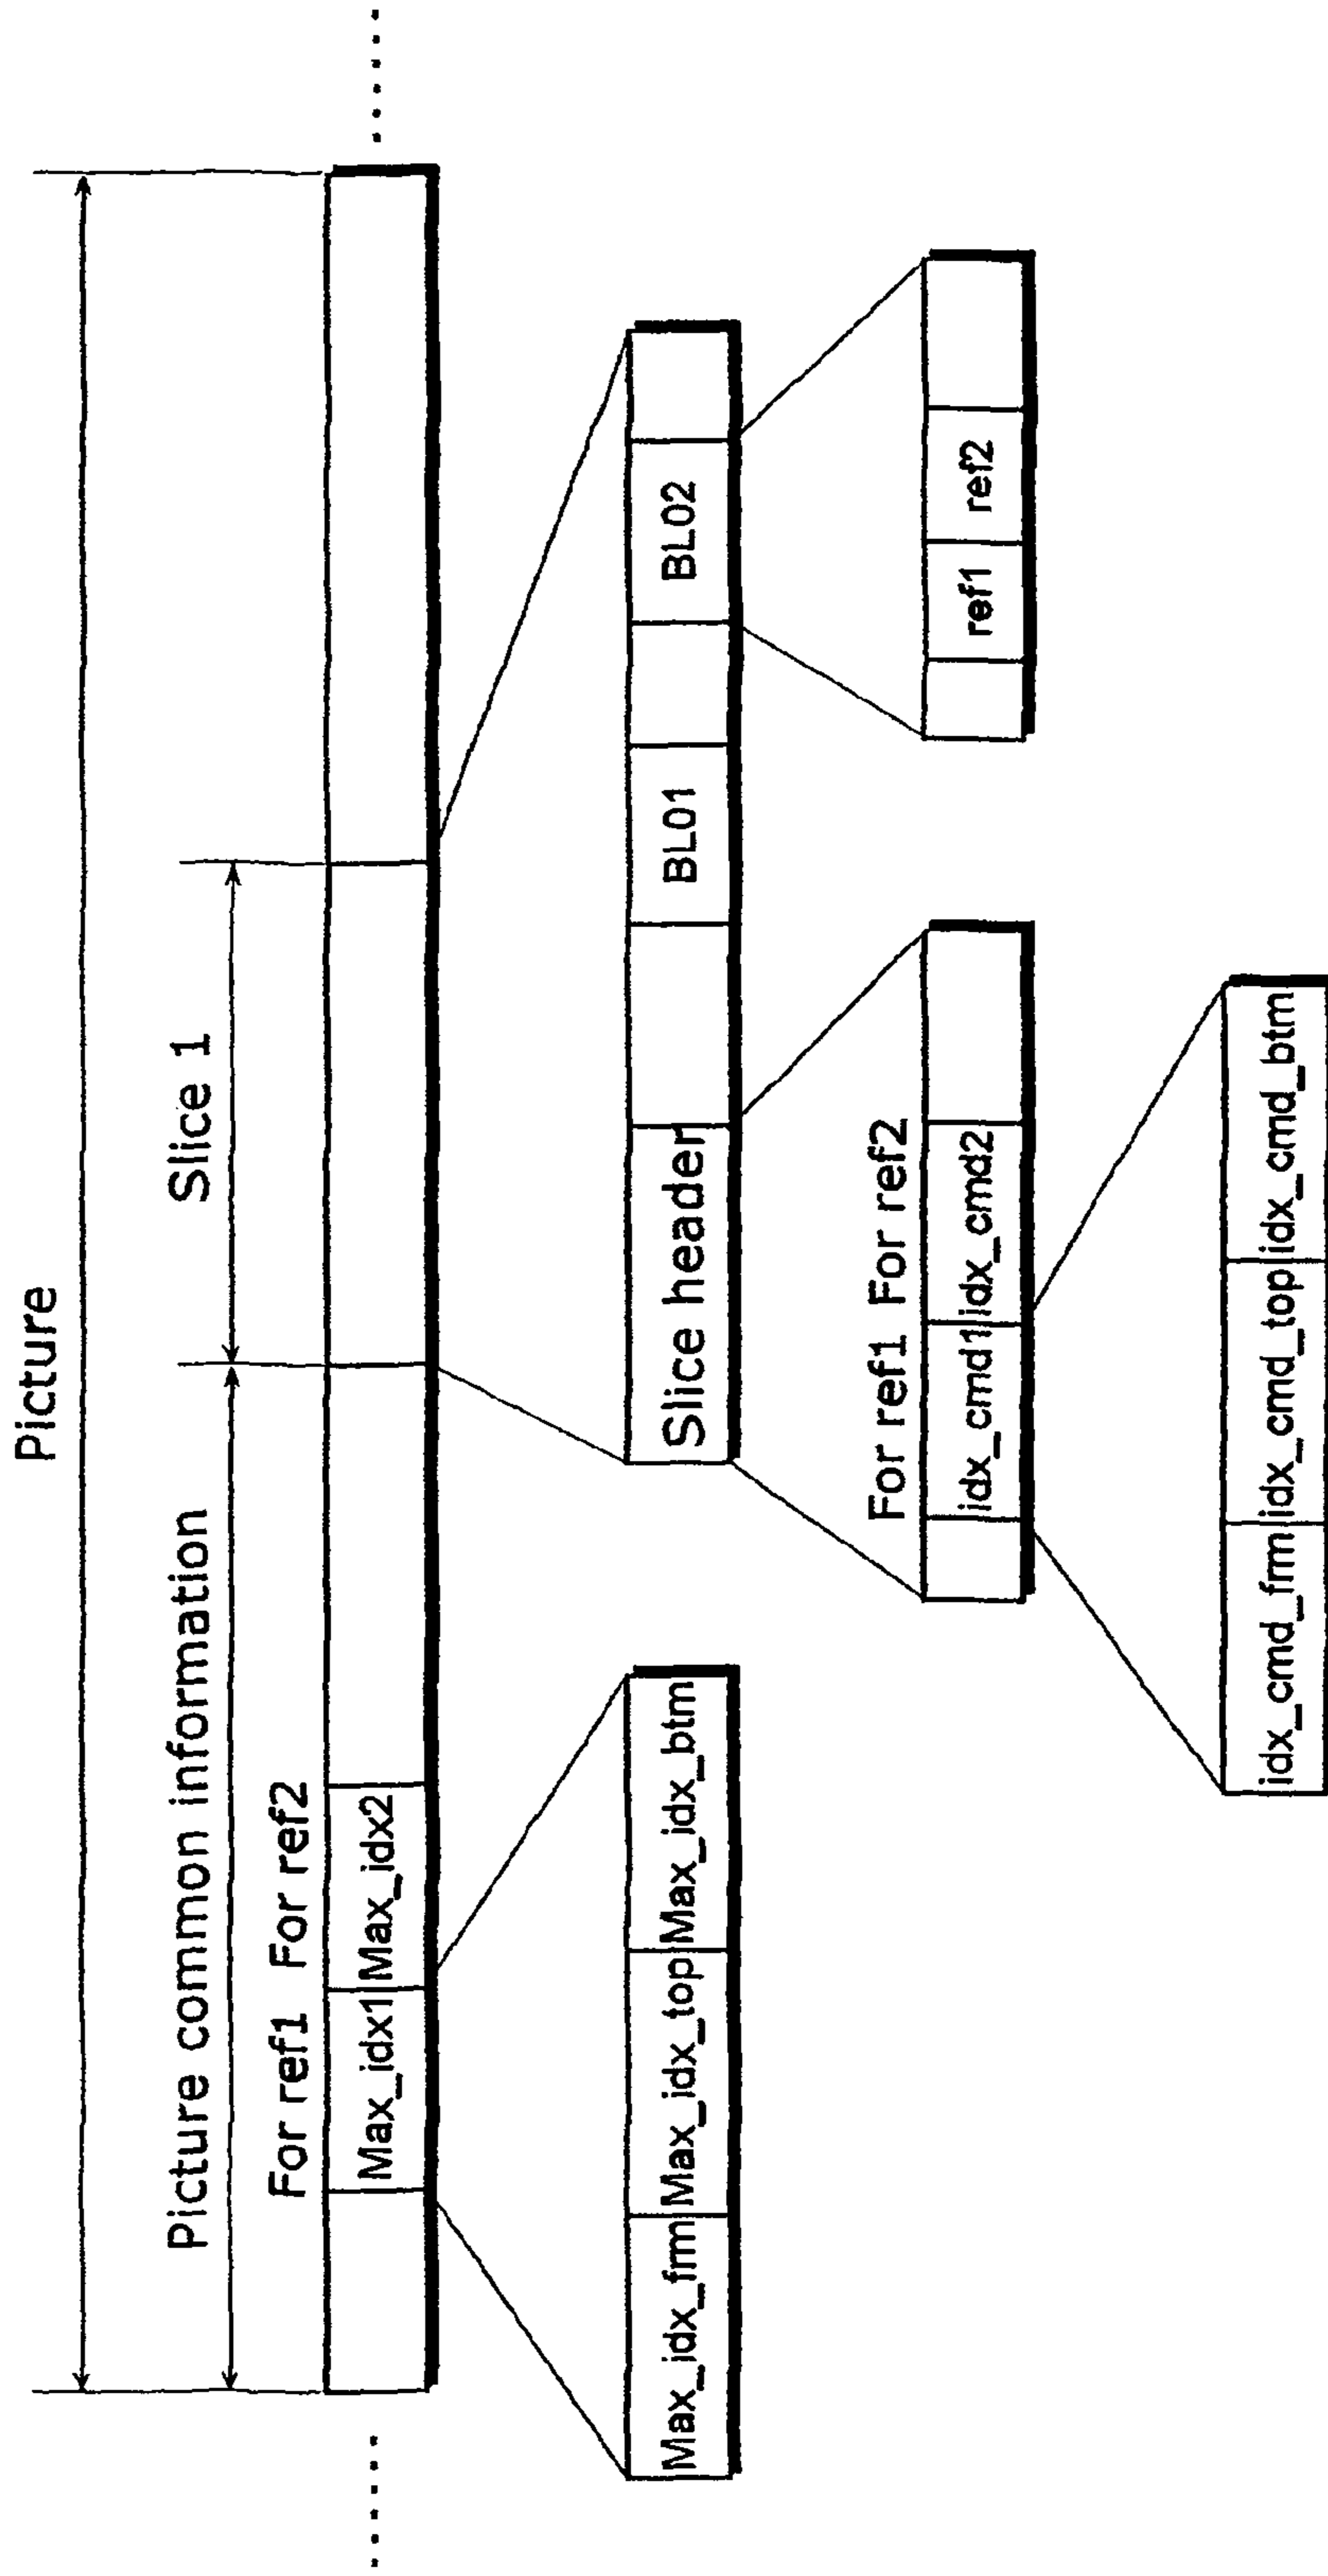 Picture
Picture common information
Slice 1
For ref1 For ref2
Max_idx1 Max_idx2
Max_idx_frm Max_idx_top Max_idx_btm
Slice header BL01 BL02
For ref1 For ref2
idx_cmd1 idx_cmd2
ref1 ref2
idx_cmd_frm idx_cmd_top idx_cmd_btm